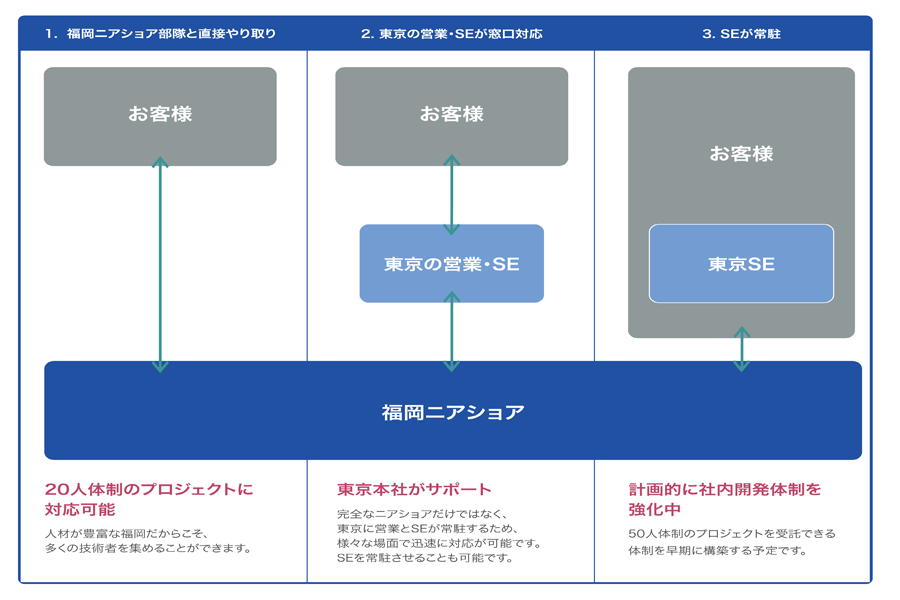 1. 福岡ニアショア部隊と直接やり取り
2. 東京の営業・SEが窓口対応
3. SEが常駐
お客様
お客様
お客様
東京の営業・SE
東京SE
福岡ニアショア
20人体制のプロジェクトに
対応可能
人材が豊富な福岡だからこそ、
多くの技術者を集めることができます。
東京本社がサポート
完全なニアショアだけではなく、
東京に営業とSEが常駐するため、
様々な場面で迅速に対応が可能です。
SEを常駐させることも可能です。
計画的に社内開発体制を
強化中
50人体制のプロジェクトを受託できる
体制を早期に構築する予定です。